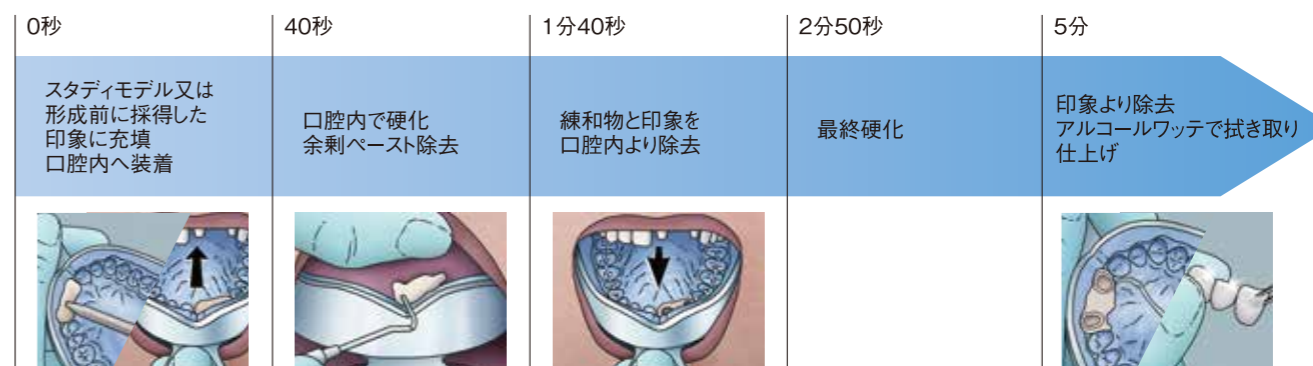 0秒
40秒
1分40秒
2分50秒
5分
スタディモデル又は
形成前に採得した
印象に充填
口腔内へ装着
口腔内で硬化
余剰ペースト除去
練和物と印象を
口腔内より除去
最終硬化
印象より除去
アルコールワッテで拭き取り
仕上げ